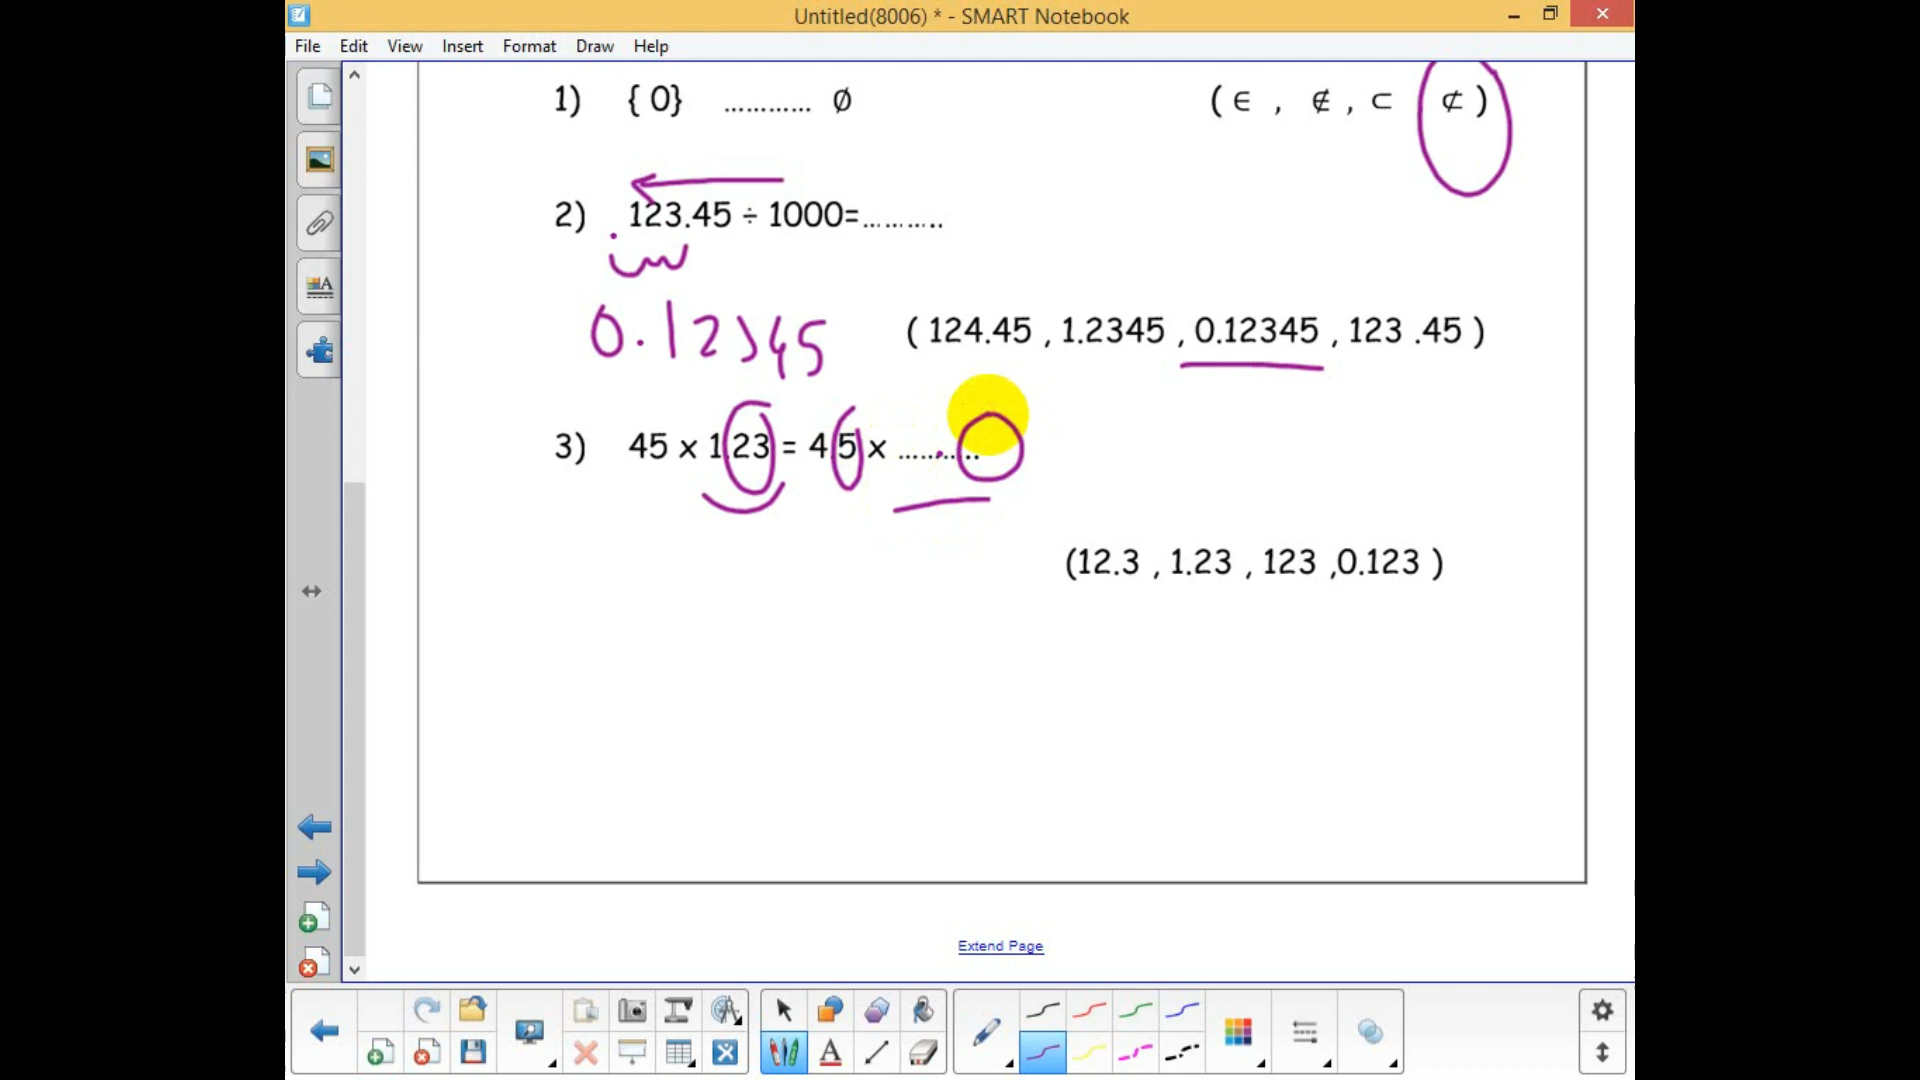 Untitled(8006) * - SMART Notebook
File Edit View Insert Format Draw Help
1) { 0} ............ ∅ ( ∈ , ∉ , ⊂ ⊄ )
2) 123.45 ÷ 1000=...........
0.12345
( 124.45 , 1.2345 , 0.12345 , 123 .45 )
3) 45 x 1.23 = 4.5 x ...........
(12.3 , 1.23 , 123 ,0.123 )
Extend Page